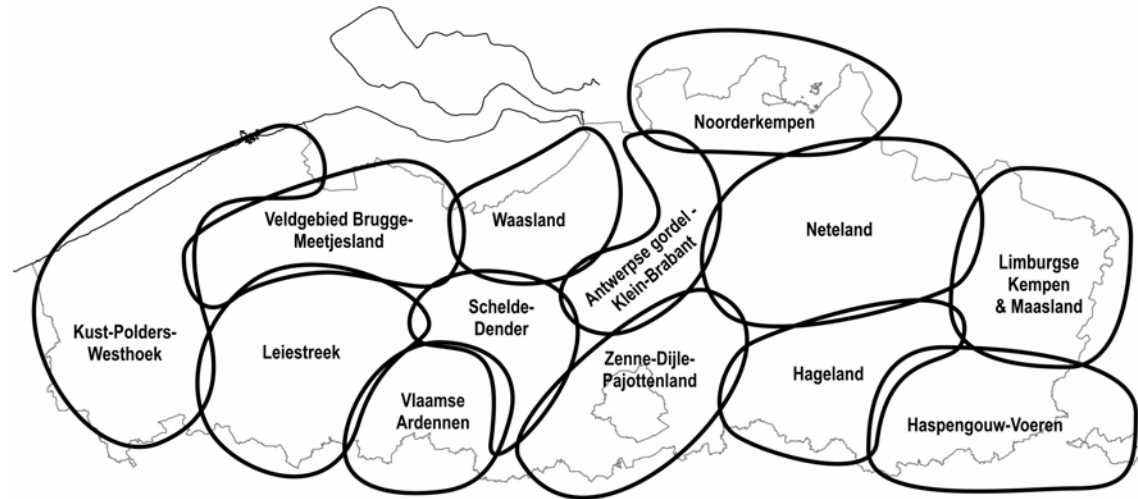 Noorderkempen
Veldgebied Brugge-
Meetjesland
Waasland
Antwerpse gordel -
Klein-Brabant
Neteland
Limburgse
Kempen
& Maasland
Kust-Polders-
Westhoek
Leiestreek
Schelde-
Dender
Vlaamse
Ardennen
Zenne-Dijle-
Pajottenland
Hageland
Haspengouw-Voeren